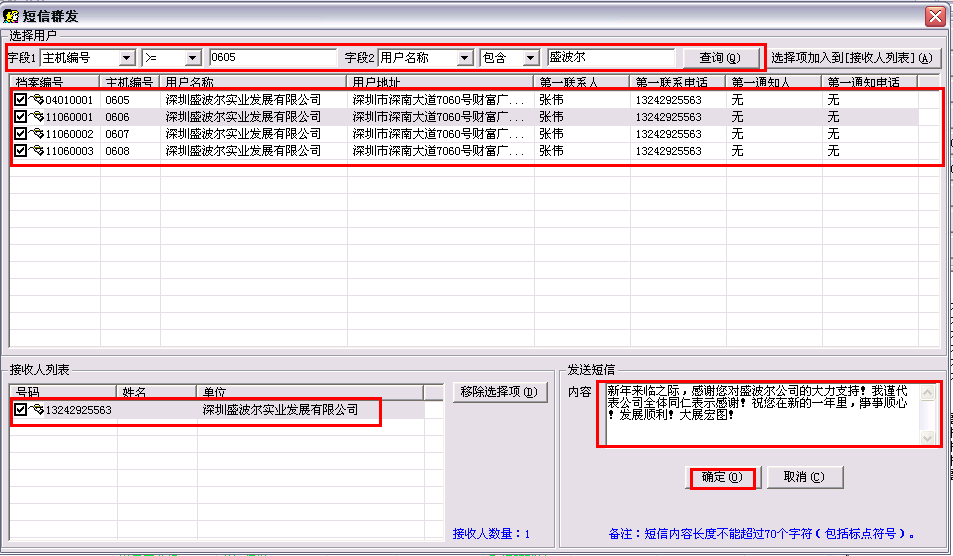 短信群发
选择用户
字段1 主机编号 >= 0605 字段2 用户名称 包含 盛波尔 查询(Q) 选择项加入到[接收人列表](A)
档案编号 主机编号 用户名称 用户地址 第一联系人 第一联系电话 第一通知人 第一通知电话
04010001 0605 深圳盛波尔实业发展有限公司 深圳市深南大道7060号财富广... 张伟 13242925563 无 无
11060001 0606 深圳盛波尔实业发展有限公司 深圳市深南大道7060号财富广... 张伟 13242925563 无 无
11060002 0607 深圳盛波尔实业发展有限公司 深圳市深南大道7060号财富广... 张伟 13242925563 无 无
11060003 0608 深圳盛波尔实业发展有限公司 深圳市深南大道7060号财富广... 张伟 13242925563 无 无
接收人列表
号码 姓名 单位
13242925563 深圳盛波尔实业发展有限公司
移除选择项(D)
接收人数量：1
发送短信
内容
新年来临之际，感谢您对盛波尔公司的大力支持！我谨代
表公司全体同仁表示感谢！祝您在新的一年里，事事顺心
！发展顺利！大展宏图！
确定(O) 取消(C)
备注：短信内容长度不能超过70个字符（包括标点符号）。